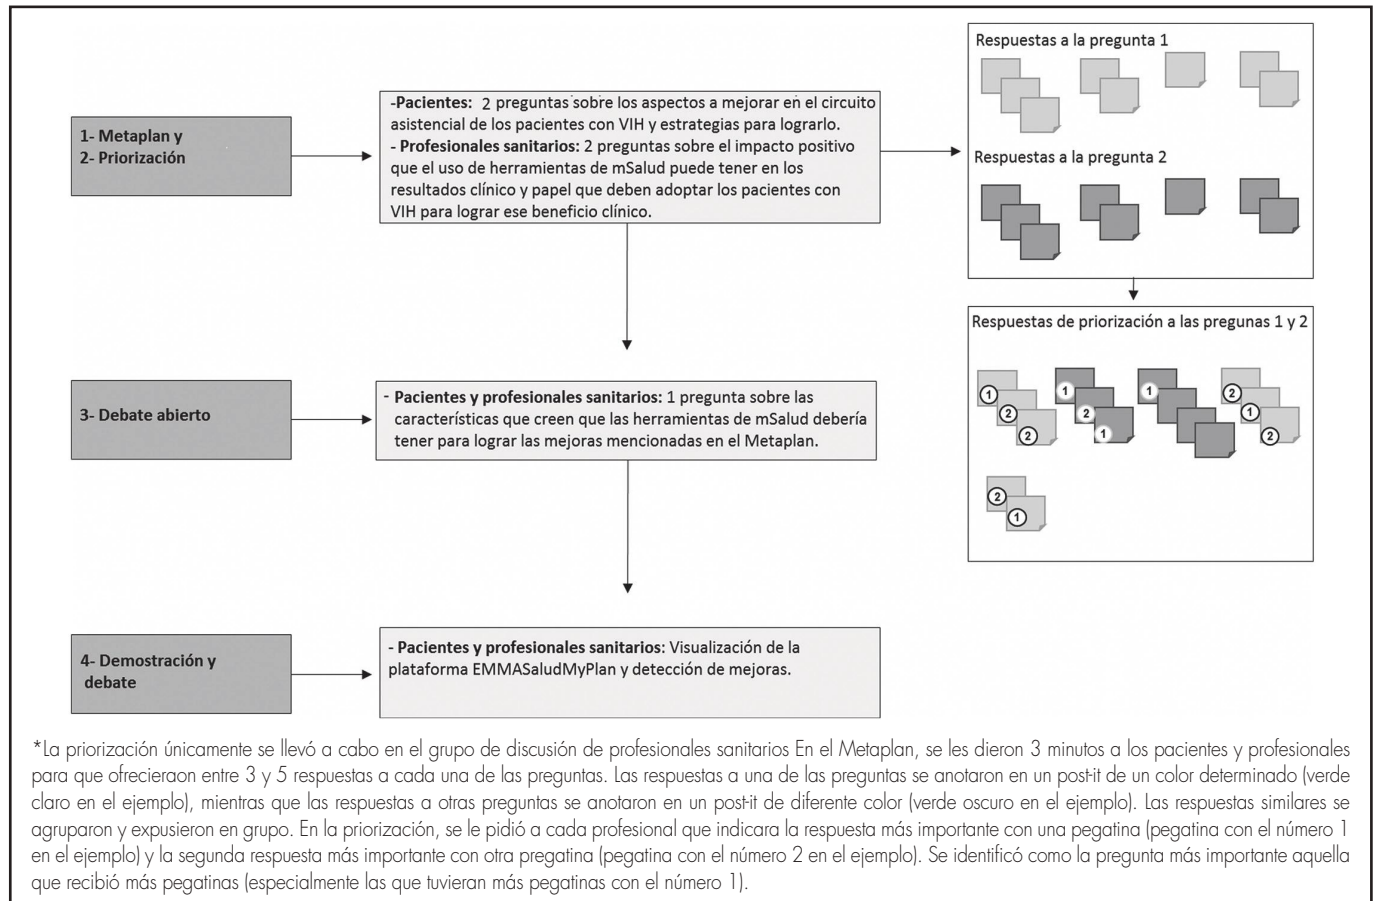 1- Metaplan y
2- Priorización
-Pacientes: 2 preguntas sobre los aspectos a mejorar en el circuito
asistencial de los pacientes con VIH y estrategias para lograrlo.
- Profesionales sanitarios: 2 preguntas sobre el impacto positivo
que el uso de herramientas de mSalud puede tener en los
resultados clínico y papel que deben adoptar los pacientes con
VIH para lograr ese beneficio clínico.
Respuestas a la pregunta 1
Respuestas a la pregunta 2
Respuestas de priorización a las pregunas 1 y 2
1
2
2
1
2
1
1
2
1
2
2
1
3- Debate abierto
- Pacientes y profesionales sanitarios: 1 pregunta sobre las
características que creen que las herramientas de mSalud debería
tener para lograr las mejoras mencionadas en el Metaplan.
4- Demostración y
debate
- Pacientes y profesionales sanitarios: Visualización de la
plataforma EMMASaludMyPlan y detección de mejoras.
*La priorización únicamente se llevó a cabo en el grupo de discusión de profesionales sanitarios En el Metaplan, se les dieron 3 minutos a los pacientes y profesionales
para que ofrecieraon entre 3 y 5 respuestas a cada una de las preguntas. Las respuestas a una de las preguntas se anotaron en un post-it de un color determinado (verde
claro en el ejemplo), mientras que las respuestas a otras preguntas se anotaron en un post-it de diferente color (verde oscuro en el ejemplo). Las respuestas similares se
agruparon y expusieron en grupo. En la priorización, se le pidió a cada profesional que indicara la respuesta más importante con una pegatina (pegatina con el número 1
en el ejemplo) y la segunda respuesta más importante con otra pregatina (pegatina con el número 2 en el ejemplo). Se identificó como la pregunta más importante aquella
que recibió más pegatinas (especialmente las que tuvieran más pegatinas con el número 1).